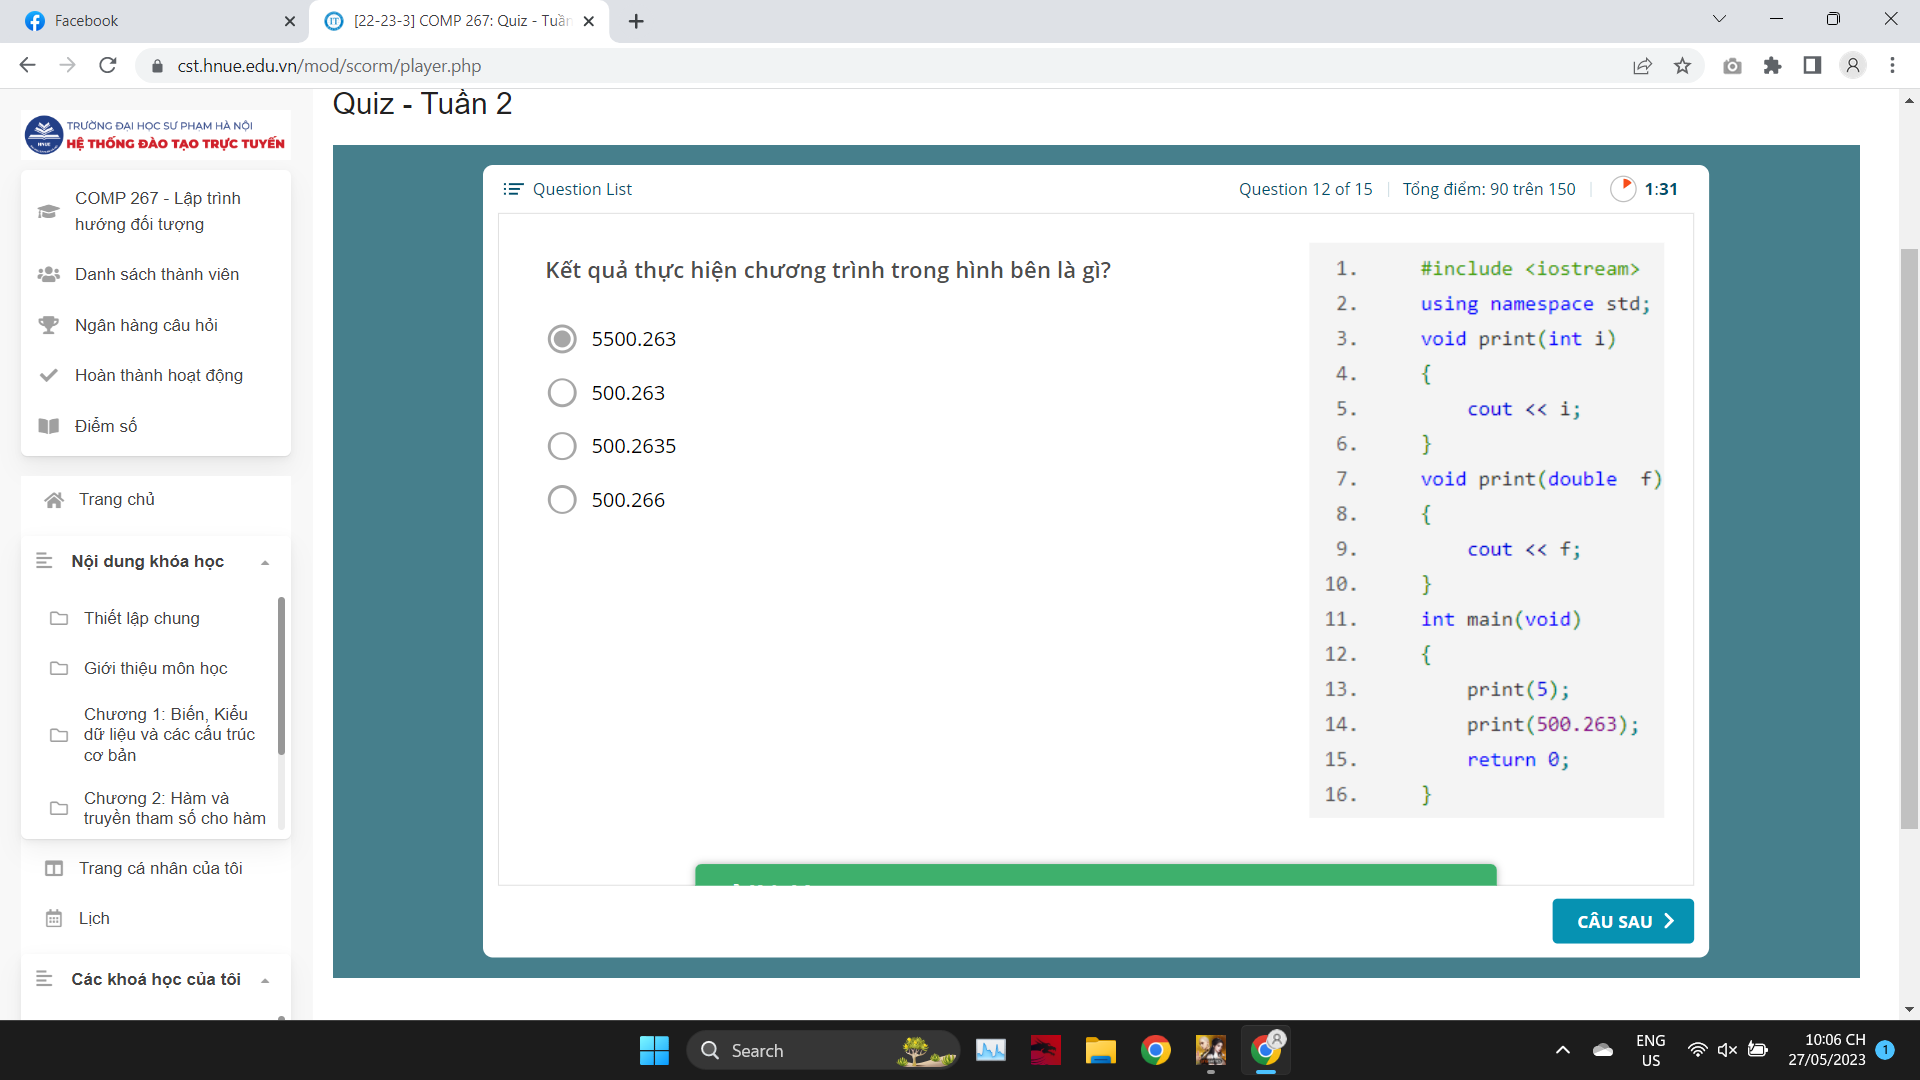 Facebook
[22-23-3] COMP 267: Quiz - Tuần
cst.hnue.edu.vn/mod/scorm/player.php
Quiz - Tuần 2
TRƯỜNG ĐẠI HỌC SƯ PHẠM HÀ NỘI
HỆ THỐNG ĐÀO TẠO TRỰC TUYẾN
COMP 267 - Lập trình
hướng đối tượng
Danh sách thành viên
Ngân hàng câu hỏi
Hoàn thành hoạt động
Điểm số
Trang chủ
Nội dung khóa học
Thiết lập chung
Giới thiệu môn học
Chương 1: Biến, Kiểu
dữ liệu và các cấu trúc
cơ bản
Chương 2: Hàm và
truyền tham số cho hàm
Trang cá nhân của tôi
Lịch
Các khoá học của tôi
Question List
Question 12 of 15
Tổng điểm: 90 trên 150
1:31
Kết quả thực hiện chương trình trong hình bên là gì?
5500.263
500.263
500.2635
500.266
1. #include <iostream>
2. using namespace std;
3. void print(int i)
4. {
5. cout << i;
6. }
7. void print(double f)
8. {
9. cout << f;
10. }
11. int main(void)
12. {
13. print(5);
14. print(500.263);
15. return 0;
16. }
CÂU SAU
Search
ENG
US
10:06 CH
27/05/2023
1